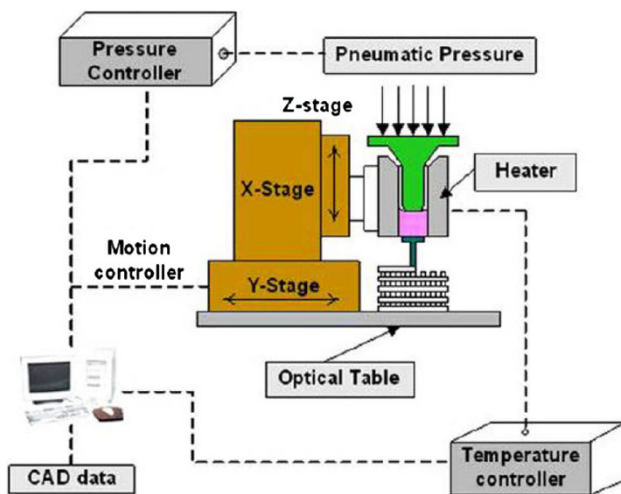 Pressure
Controller
Pneumatic Pressure
Z-stage
X-Stage
Heater
Motion
controller
Y-Stage
Optical Table
CAD data
Temperature
controller